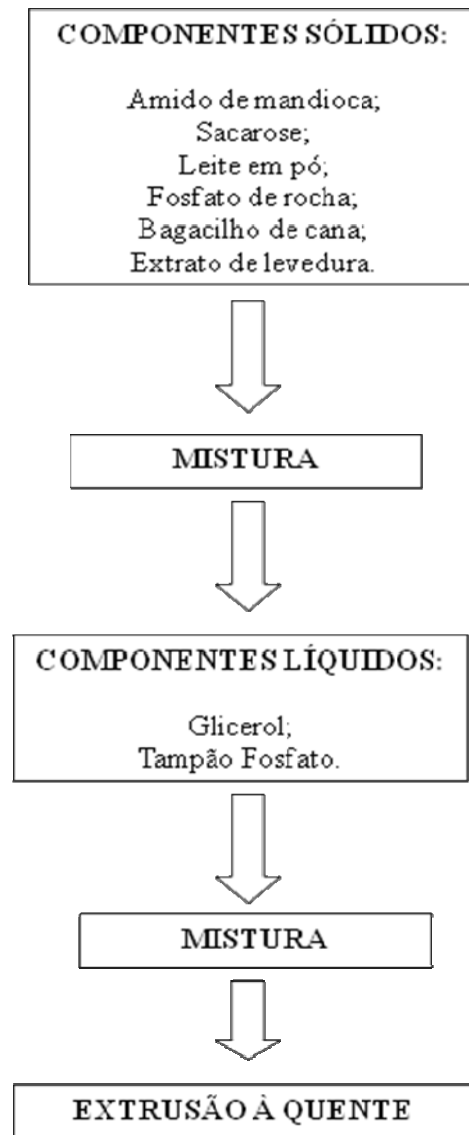 COMPONENTES SÓLIDOS:
Amido de mandioca;
Sacarose;
Leite em pó;
Fosfato de rocha;
Bagacilho de cana;
Extrato de levedura.
MISTURA
COMPONENTES LÍQUIDOS:
Glicerol;
Tampão Fosfato.
MISTURA
EXTRUSÃO À QUENTE